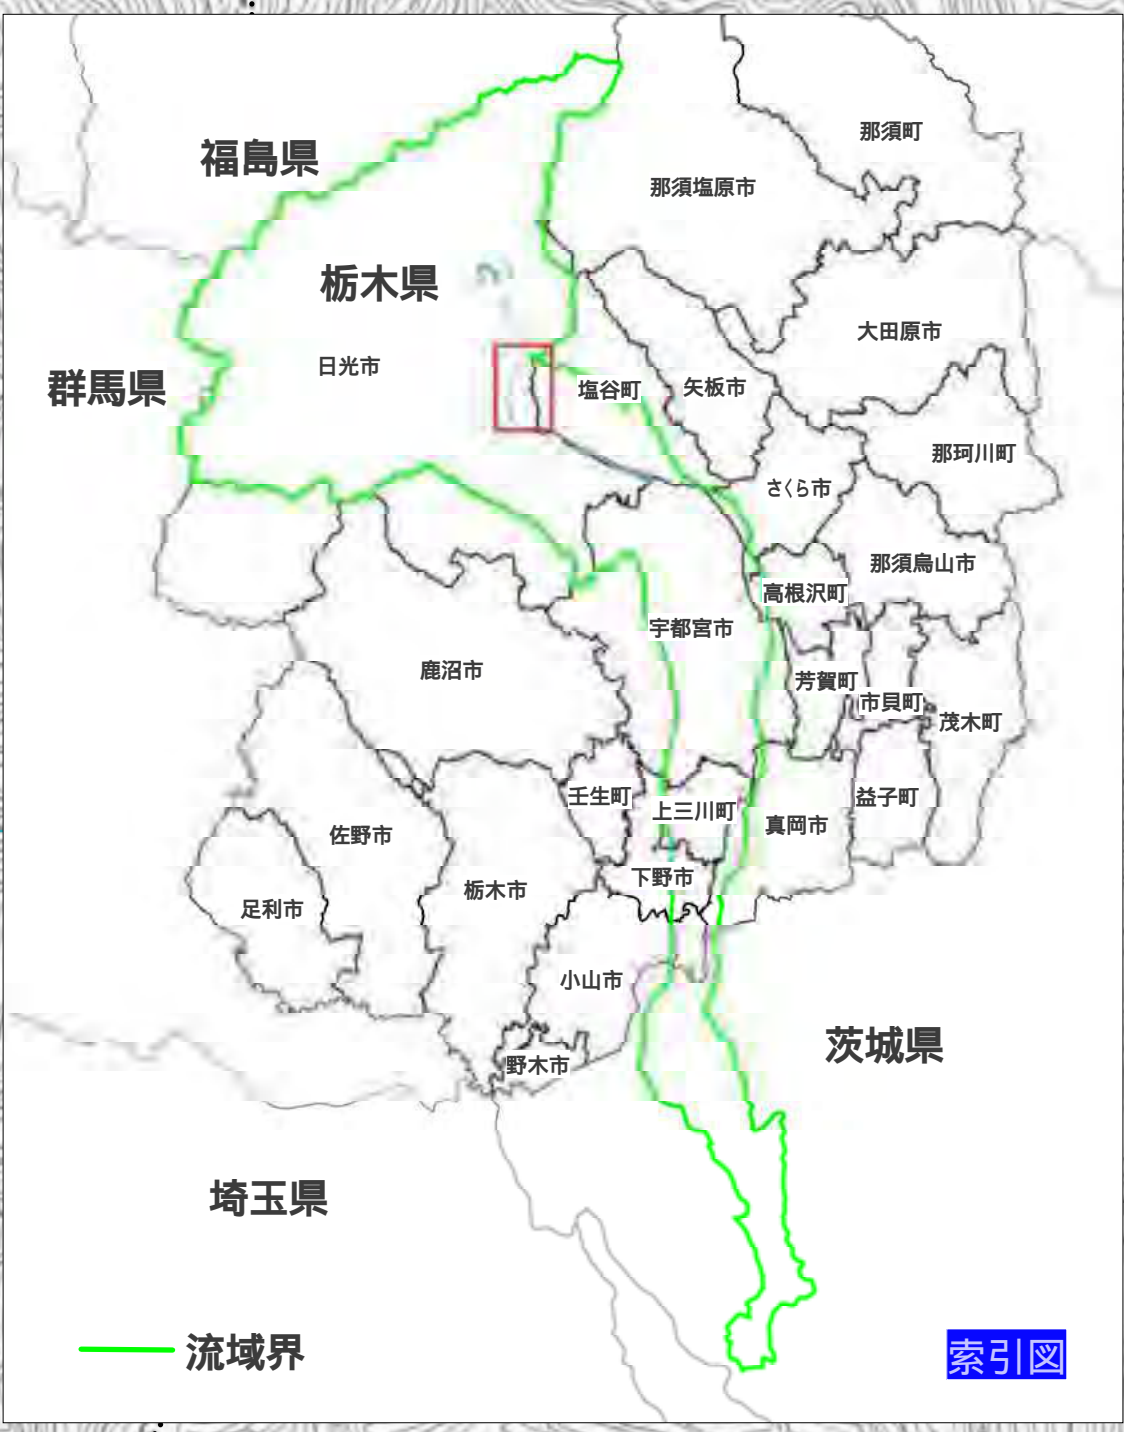 那須町
福島県
那須塩原市
栃木県
大田原市
日光市
群馬県
塩谷町
矢板市
那珂川町
さくら市
那須烏山市
高根沢町
宇都宮市
鹿沼市
芳賀町
市貝町
茂木町
壬生町
上三川町
益子町
真岡市
佐野市
下野市
栃木市
足利市
小山市
茨城県
野木市
埼玉県
流域界
索引図